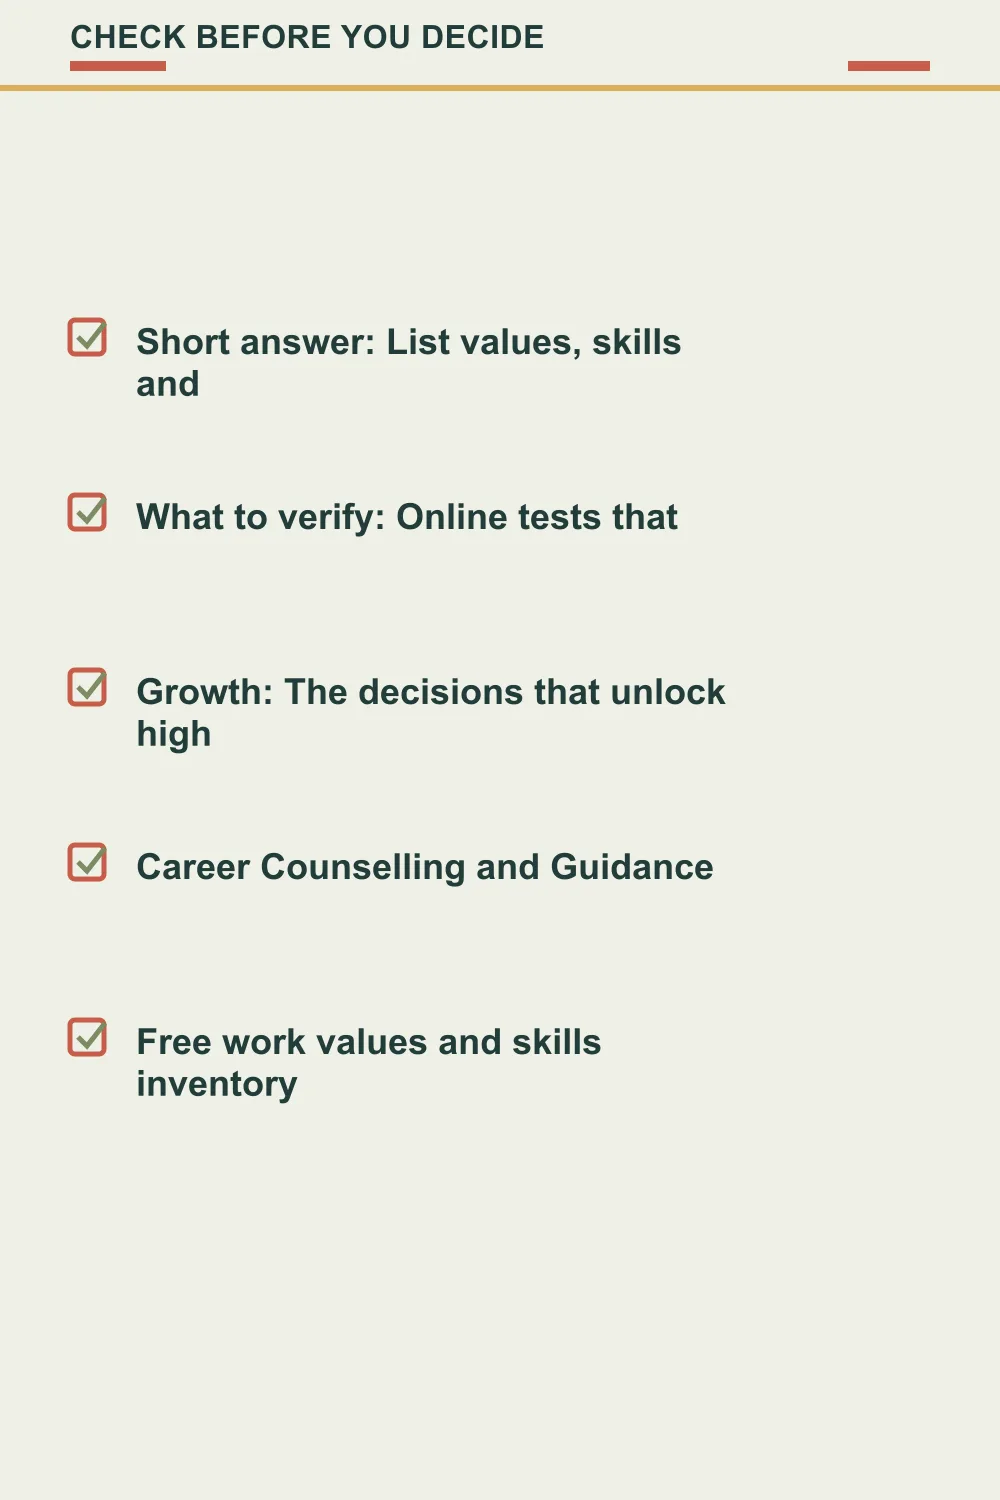 CHECK BEFORE YOU DECIDE
Short answer: List values, skills
and
What to verify: Online tests that
Growth: The decisions that unlock
high
Career Counselling and Guidance
Free work values and skills
inventory